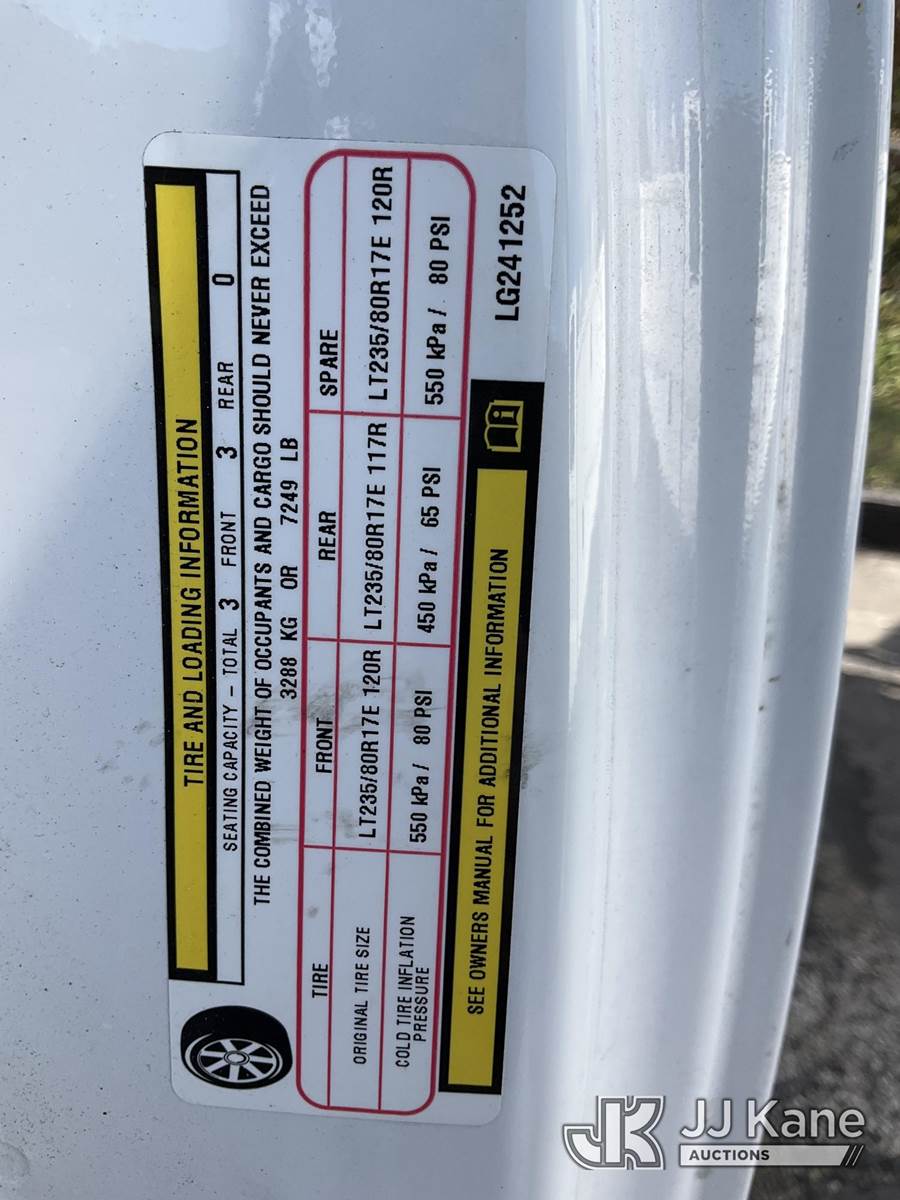 TIRE AND LOADING INFORMATION
SEATING CAPACITY - TOTAL 3 FRONT 3 REAR 0
THE COMBINED WEIGHT OF OCCUPANTS AND CARGO SHOULD NEVER EXCEED
3288 KG OR 7249 LB
TIRE FRONT REAR SPARE
ORIGINAL TIRE SIZE LT235/80R17E 120R LT235/80R17E 117R LT235/80R17E 120R
COLD TIRE INFLATION
PRESSURE 550 kPa / 80 PSI 450 kPa / 65 PSI 550 kPa / 80 PSI
SEE OWNERS MANUAL FOR ADDITIONAL INFORMATION
LG241252
JK JJ Kane
AUCTIONS